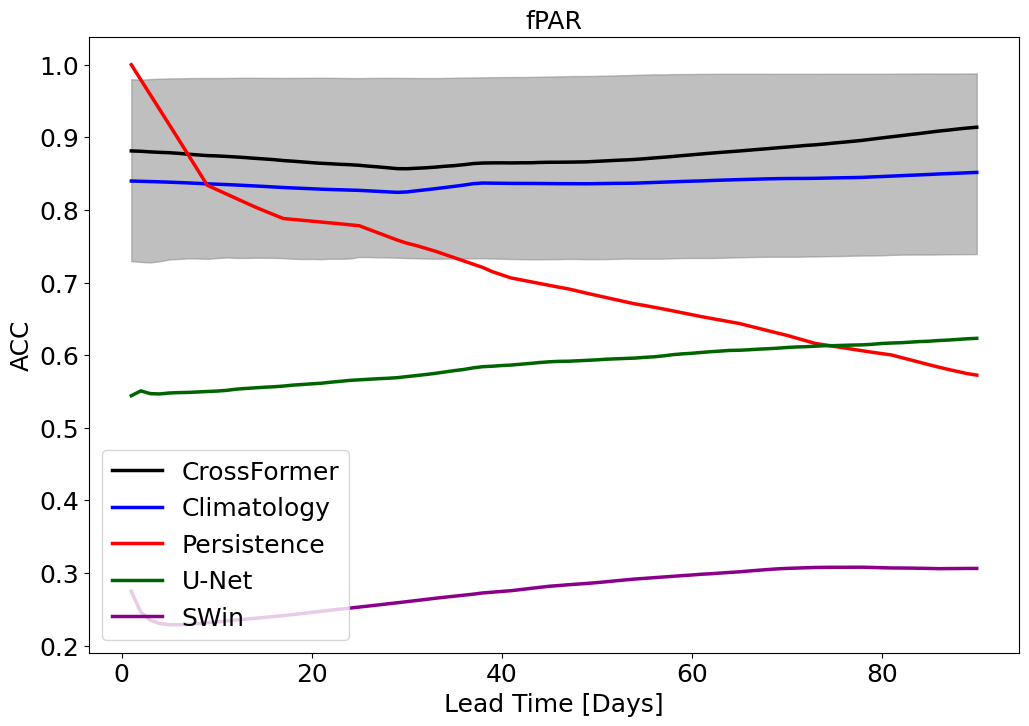 fPAR
1.0
0.9
0.8
0.7
0.6
0.5
0.4
0.3
0.2
ACC
CrossFormer
Climatology
Persistence
U-Net
SWin
0 20 40 60 80
Lead Time [Days]